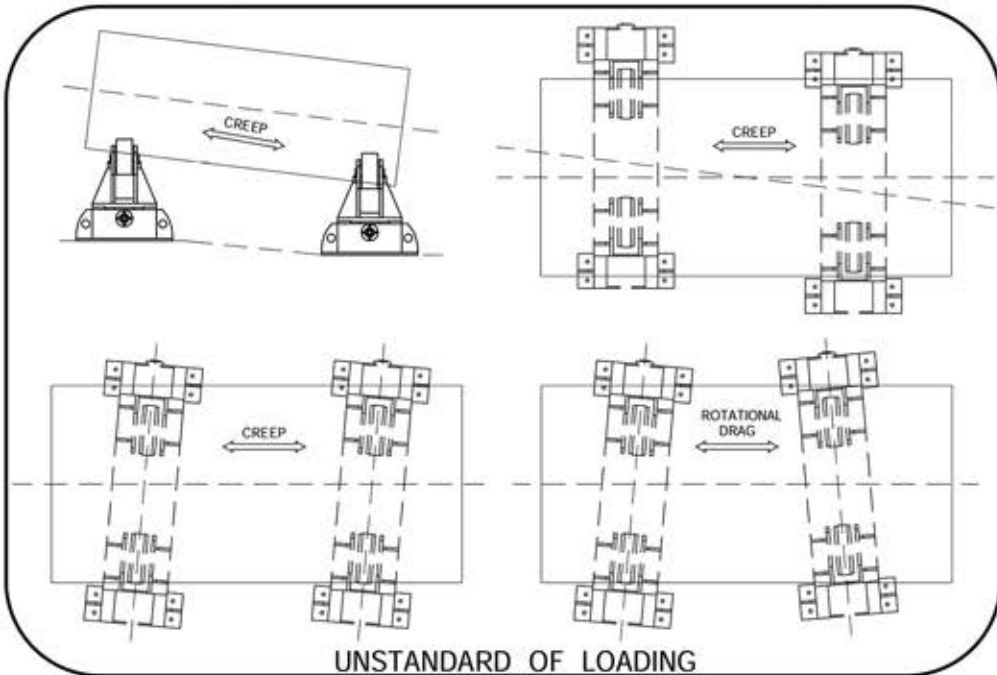 CREEP
CREEP
CREEP
ROTATIONAL
DRAG
UNSTANDARD OF LOADING